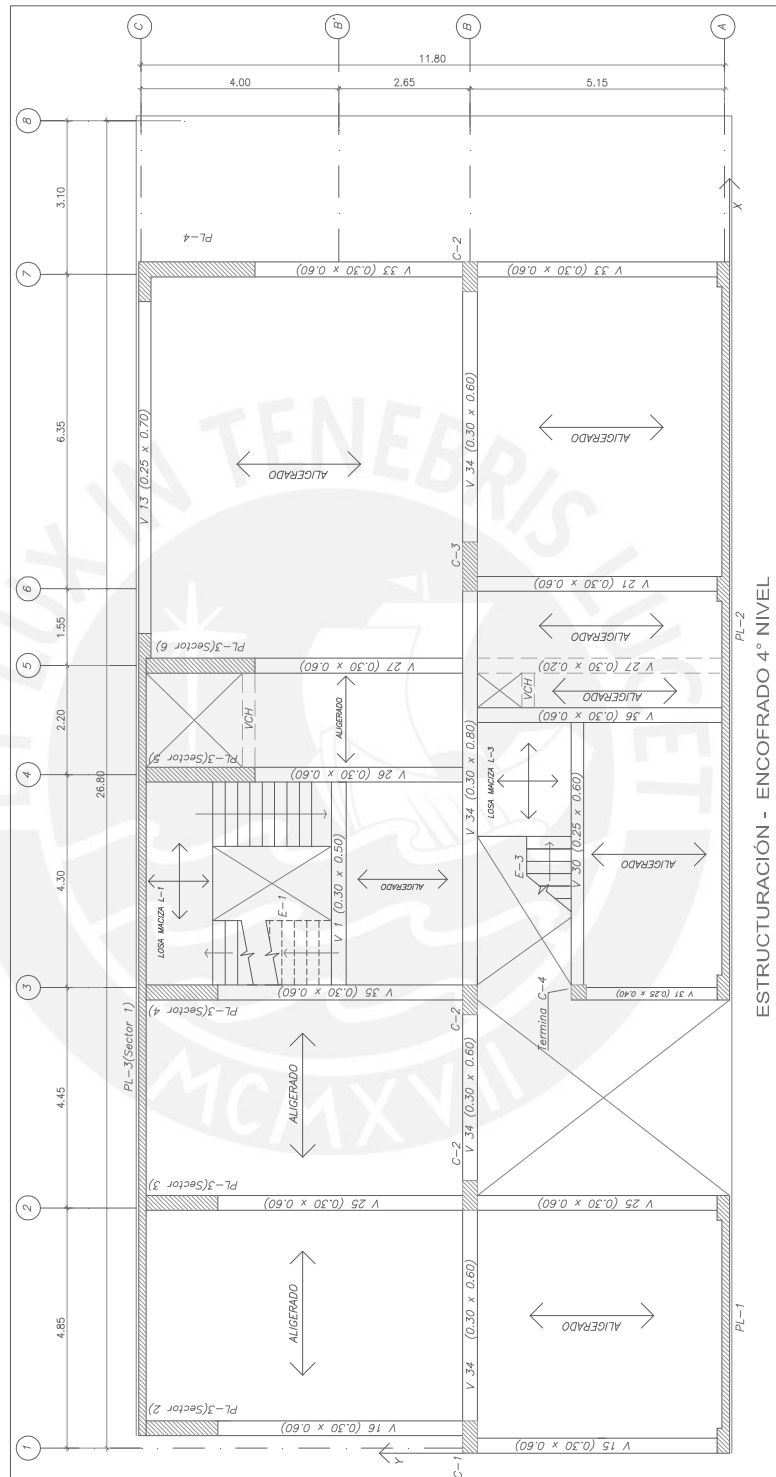 1
2
3
4
5
6
7
8
4.85
4.45
4.30
2.20
1.55
6.35
3.10
26.80
C
B'
B
A
4.00
2.65
5.15
11.80
PL-3(Sector 1)
V 13 (0.25 x 0.70)
PL-3(Sector 2)
PL-3(Sector 3)
PL-3(Sector 4)
PL-3(Sector 5)
PL-3(Sector 6)
PL-4
LOSA MACIZA L-1
VCH
E-1
ALIGERADO
ALIGERADO
ALIGERADO
ALIGERADO
ALIGERADO
V 16 (0.30 x 0.60)
V 25 (0.30 x 0.60)
V 35 (0.30 x 0.60)
V 1 (0.30 x 0.50)
V 26 (0.30 x 0.60)
V 27 (0.30 x 0.60)
V 33 (0.30 x 0.60)
C-1
C-2
C-2
C-3
C-2
V 34 (0.30 x 0.60)
V 34 (0.30 x 0.60)
V 34 (0.30 x 0.80)
V 34 (0.30 x 0.60)
LOSA MACIZA L-3
E-3
VCH
Termina C-4
V 30 (0.25 x 0.60)
V 15 (0.30 x 0.60)
V 25 (0.30 x 0.60)
V 31 (0.25 x 0.40)
V 36 (0.30 x 0.60)
V 27 (0.30 x 0.20)
V 21 (0.30 x 0.60)
V 33 (0.30 x 0.60)
ALIGERADO
ALIGERADO
ALIGERADO
ALIGERADO
ALIGERADO
Y
X
PL-1
PL-2
ESTRUCTURACIÓN - ENCOFRADO 4° NIVEL
ET LUX IN TENEBRIS LUCET
MCMXVII